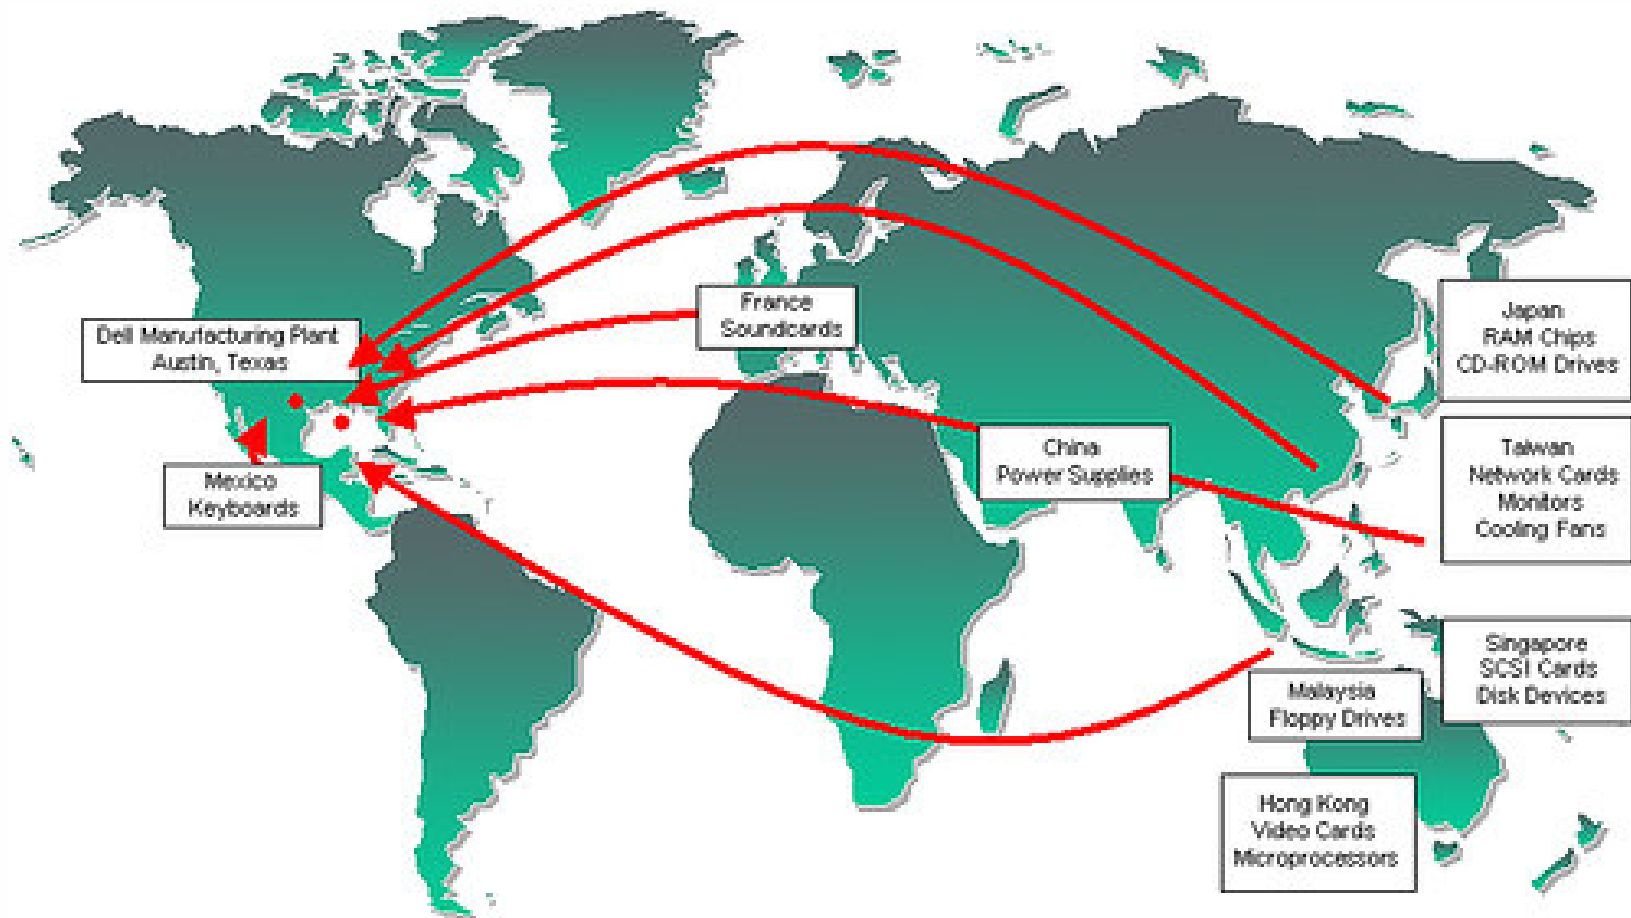 Dell Manufacturing Plant
Austin, Texas
Mexico
Keyboards
France
Soundcards
China
Power Supplies
Japan
RAM Chips
CD-ROM Drives
Taiwan
Network Cards
Monitors
Cooling Fans
Singapore
SCSI Cards
Disk Devices
Malaysia
Floppy Drives
Hong Kong
Video Cards
Microprocessors